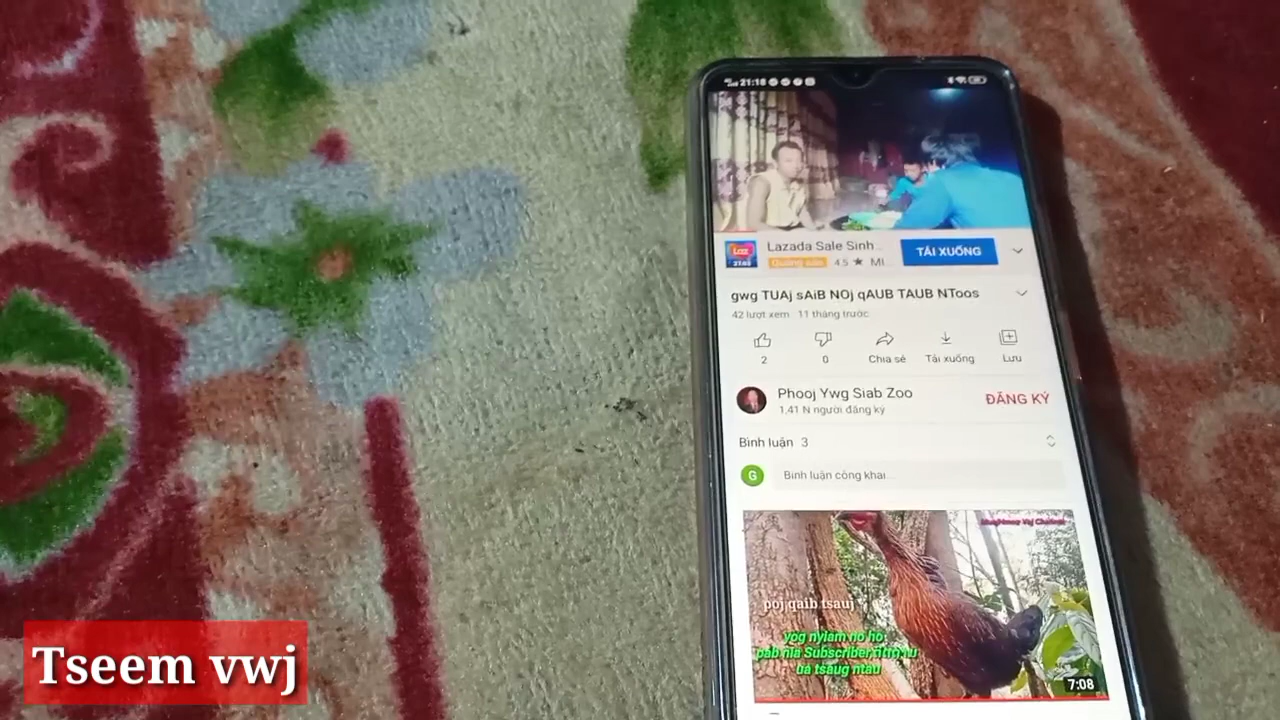 21:18
Lazada Sale Sinh...
Quảng cáo 4.5 ★ Mi...
TẢI XUỐNG
gwg TUAj sAiB NOj qAUB TAUB NToos
42 lượt xem 11 tháng trước
2 0 Chia sẻ Tải xuống Lưu
Phooj Ywg Siab Zoo
1,41 N người đăng ký
ĐĂNG KÝ
Bình luận 3
G
Bình luận công khai...
poj qaib tsauj
yog nyiam no ho
pab nia Subscriber
ua tsaug ntau
7:08
Tseem vwj